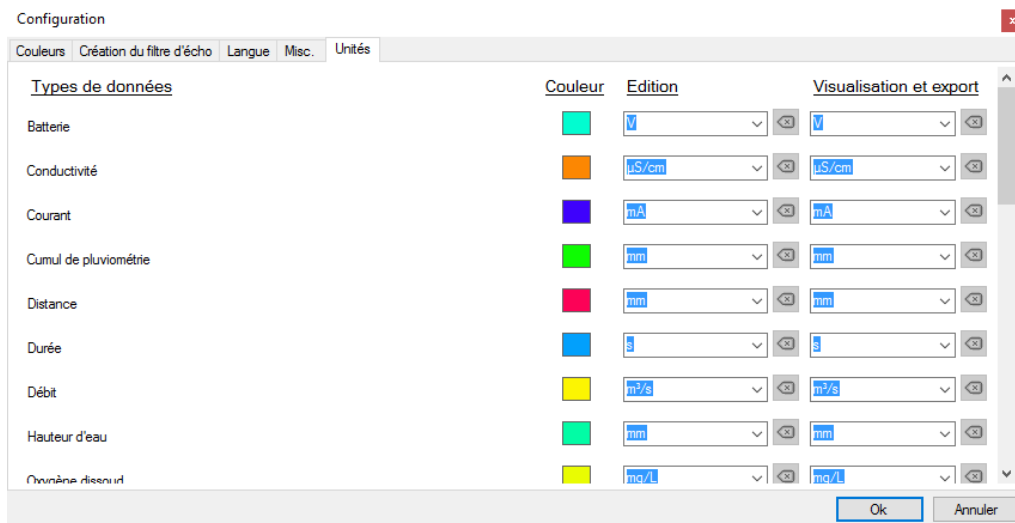 Configuration
x
Couleurs Création du filtre d'écho Langue Misc. Unités
Types de données Couleur Edition Visualisation et export
Batterie V V
Conductivité µS/cm µS/cm
Courant mA mA
Cumul de pluviométrie mm mm
Distance mm mm
Durée s s
Débit m³/s m³/s
Hauteur d'eau mm mm
Oxygène dissoud mg/L mg/L
Ok Annuler